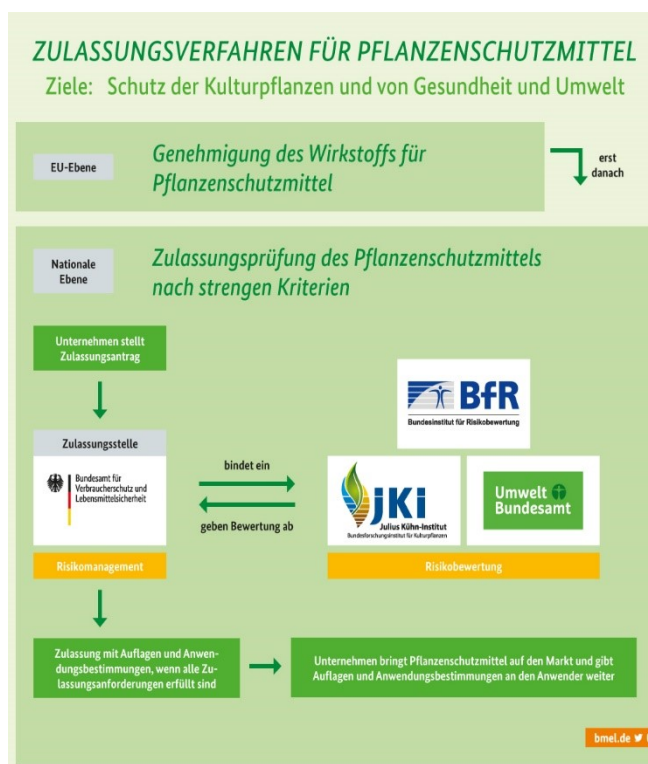 ZULASSUNGSVERFAHREN FÜR PFLANZENSCHUTZMITTEL
Ziele: Schutz der Kulturpflanzen und von Gesundheit und Umwelt
EU-Ebene
Genehmigung des Wirkstoffs für
Pflanzenschutzmittel
erst
danach
Nationale
Ebene
Zulassungsprüfung des Pflanzenschutzmittels
nach strengen Kriterien
Unternehmen stellt
Zulassungsantrag
BfR
Bundesinstitut für Risikobewertung
Zulassungsstelle
Bundesamt für
Verbraucherschutz und
Lebensmittelsicherheit
bindet ein
geben Bewertung ab
JKi
Julius Kühn-Institut
Bundesforschungsinstitut für Kulturpflanzen
Umwelt
Bundesamt
Risikomanagement
Risikobewertung
Zulassung mit Auflagen und Anwen-
dungsbestimmungen, wenn alle Zu-
lassungsanforderungen erfüllt sind
Unternehmen bringt Pflanzenschutzmittel auf den Markt und gibt
Auflagen und Anwendungsbestimmungen an den Anwender weiter
bmel.de